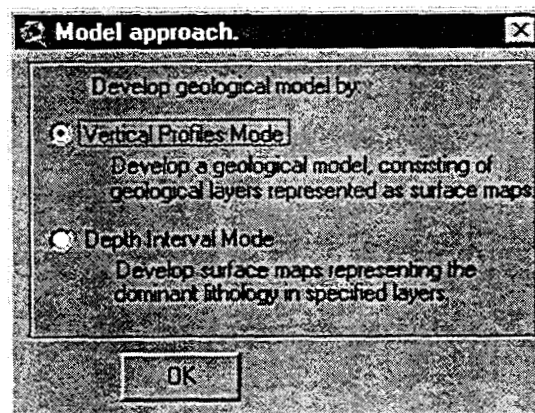 Model approach.
Develop geological model by:
Vertical Profiles Mode
Develop a geological model, consisting of
geological layers represented as surface maps
Depth Interval Mode
Develop surface maps representing the
dominant lithology in specified layers.
OK